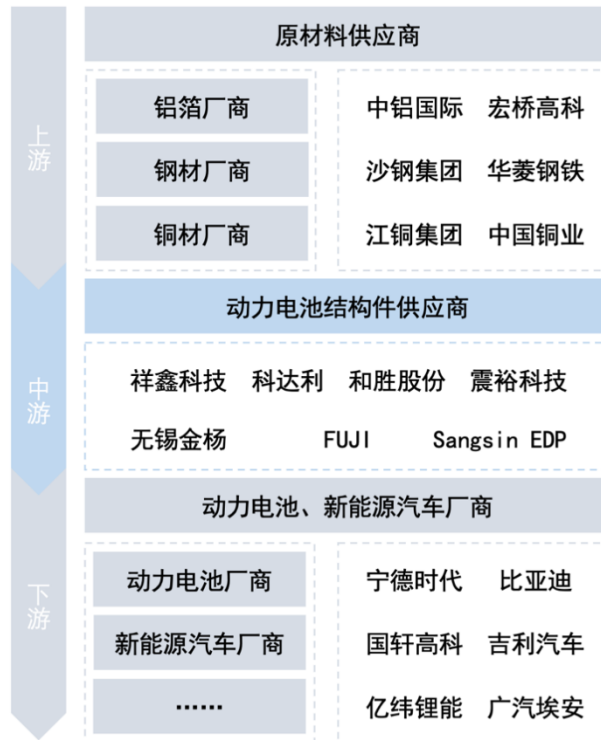 上游
原材料供应商
铝箔厂商
中铝国际 宏桥高科
钢材厂商
沙钢集团 华菱钢铁
铜材厂商
江铜集团 中国铜业
中游
动力电池结构件供应商
祥鑫科技 科达利 和胜股份 震裕科技
无锡金杨 FUJI Sangsin EDP
下游
动力电池、新能源汽车厂商
动力电池厂商
宁德时代 比亚迪
新能源汽车厂商
国轩高科 吉利汽车
……
亿纬锂能 广汽埃安